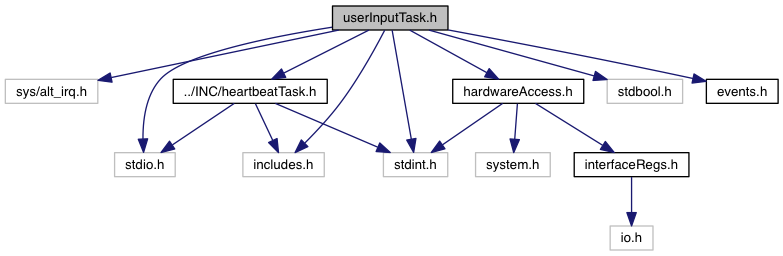 userInputTask.h
sys/alt_irq.h
../INC/heartbeatTask.h
hardwareAccess.h
stdbool.h
events.h
stdio.h
includes.h
stdint.h
system.h
interfaceRegs.h
io.h